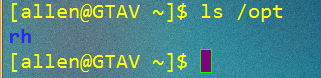 [allen@GTAV ~]$ ls /opt
rh
[allen@GTAV ~]$